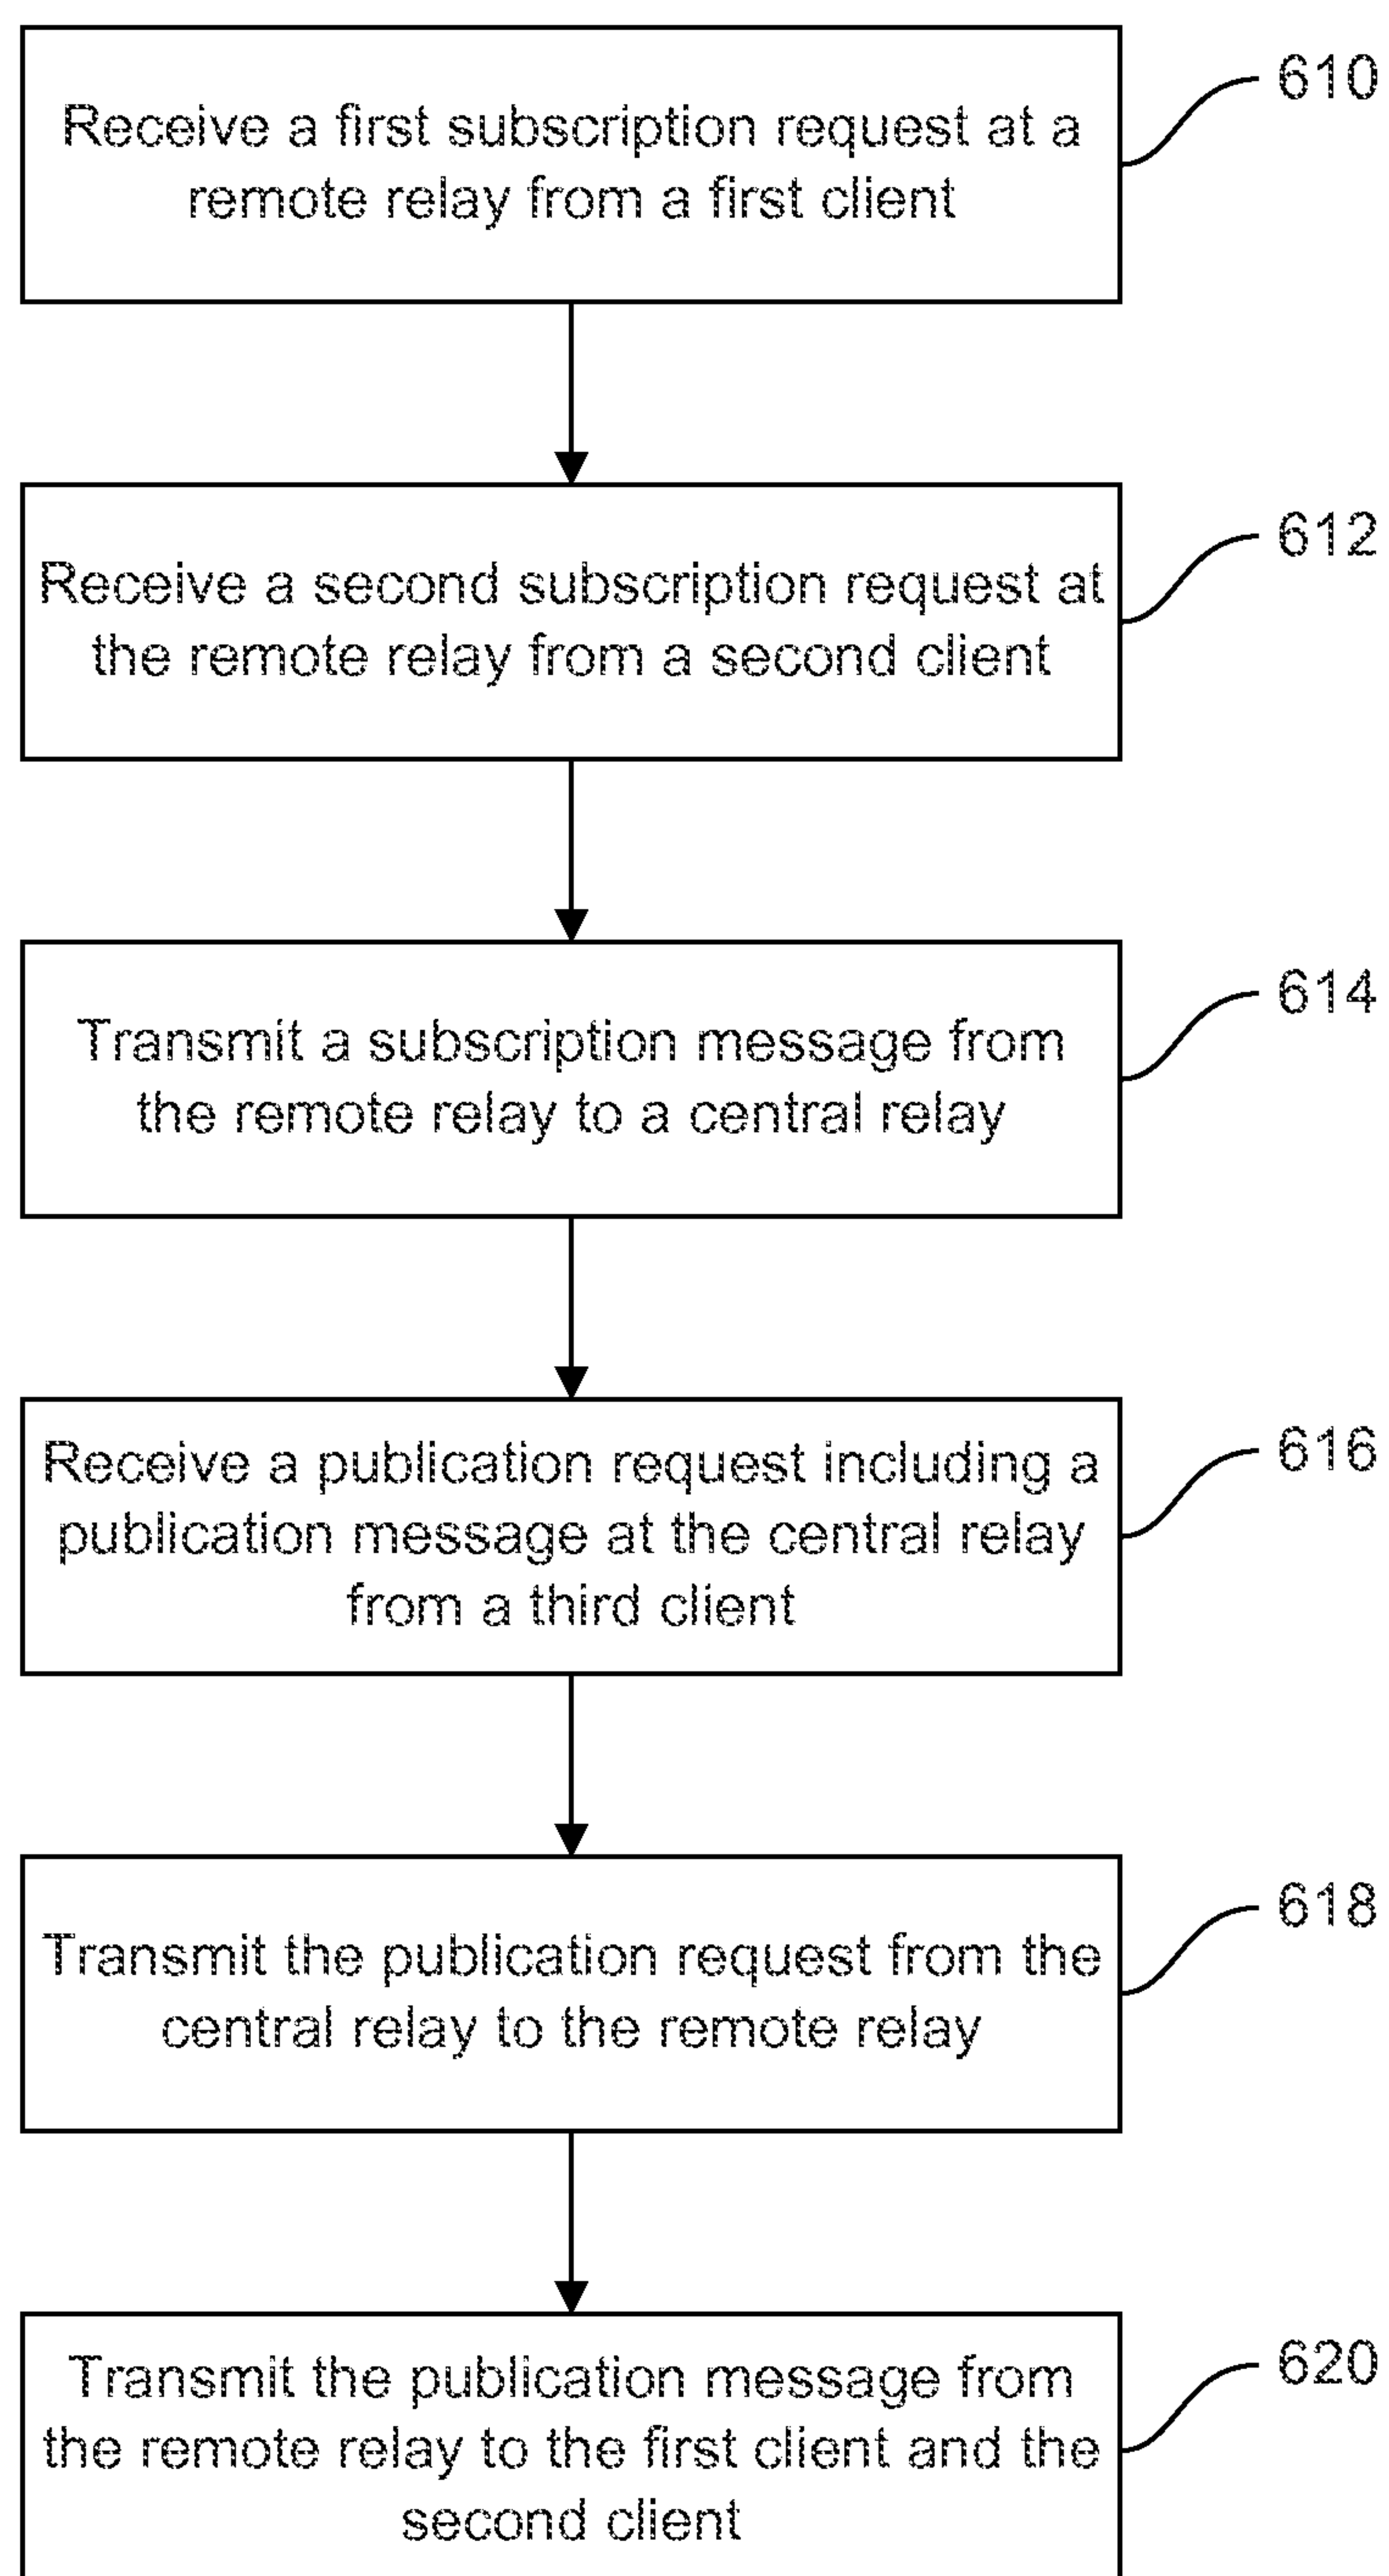 Receive a first subscription request at a
remote relay from a first client
610
Receive a second subscription request at
the remote relay from a second client
612
Transmit a subscription message from
the remote relay to a central relay
614
Receive a publication request including a
publication message at the central relay
from a third client
616
Transmit the publication request from the
central relay to the remote relay
618
Transmit the publication message from
the remote relay to the first client and the
second client
620